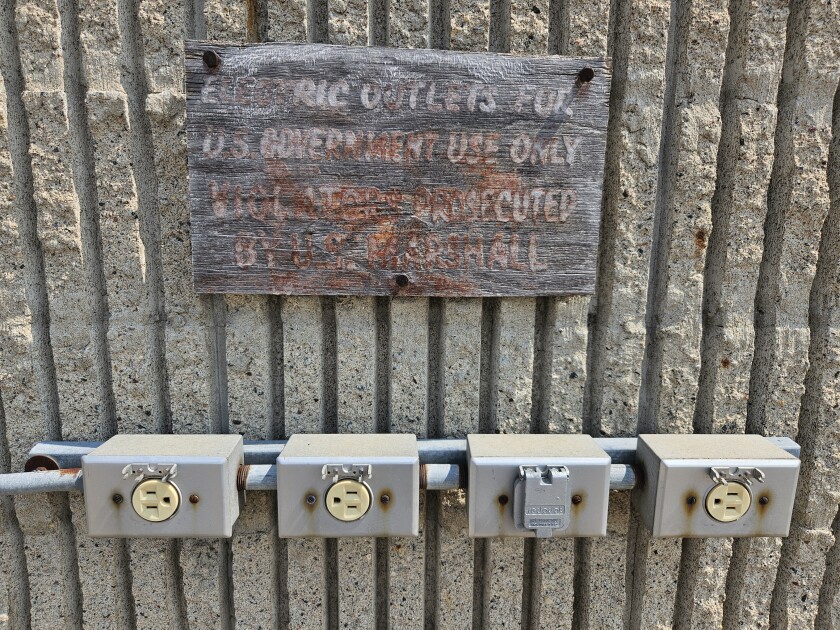 ELECTRIC OUTLETS FOR
U.S. GOVERNMENT USE ONLY
VIOLATORS PROSECUTED
BY U.S. MARSHALL